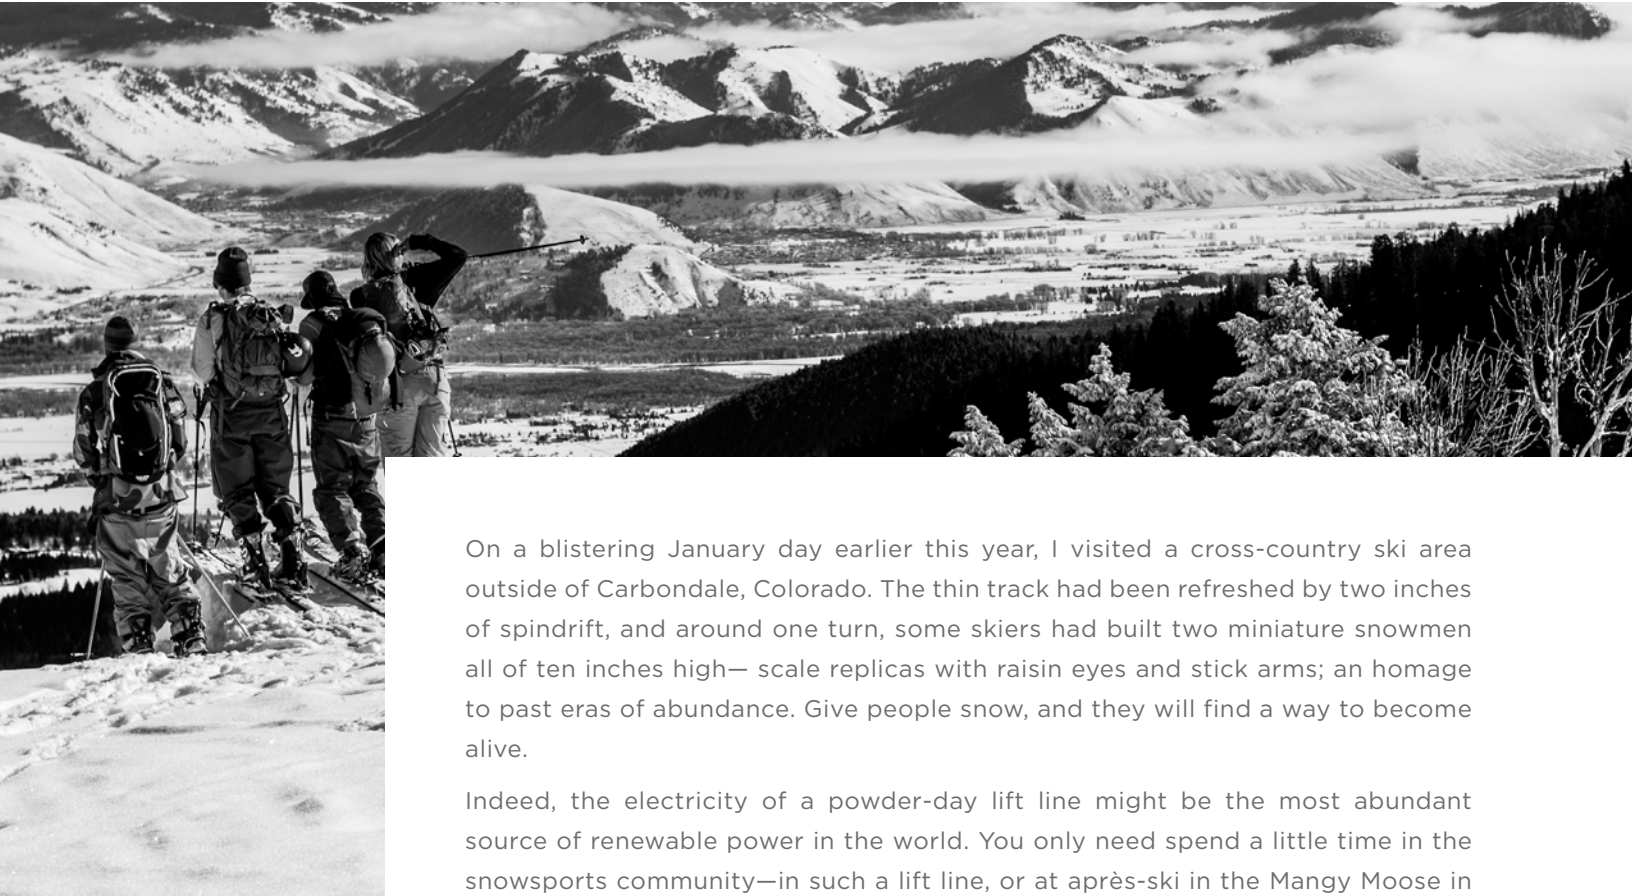 On a blistering January day earlier this year, I visited a cross-country ski area
outside of Carbondale, Colorado. The thin track had been refreshed by two inches
of spindrift, and around one turn, some skiers had built two miniature snowmen
all of ten inches high— scale replicas with raisin eyes and stick arms; an homage
to past eras of abundance. Give people snow, and they will find a way to become
alive.
Indeed, the electricity of a powder-day lift line might be the most abundant
source of renewable power in the world. You only need spend a little time in the
snowsports community—in such a lift line, or at après-ski in the Mangy Moose in